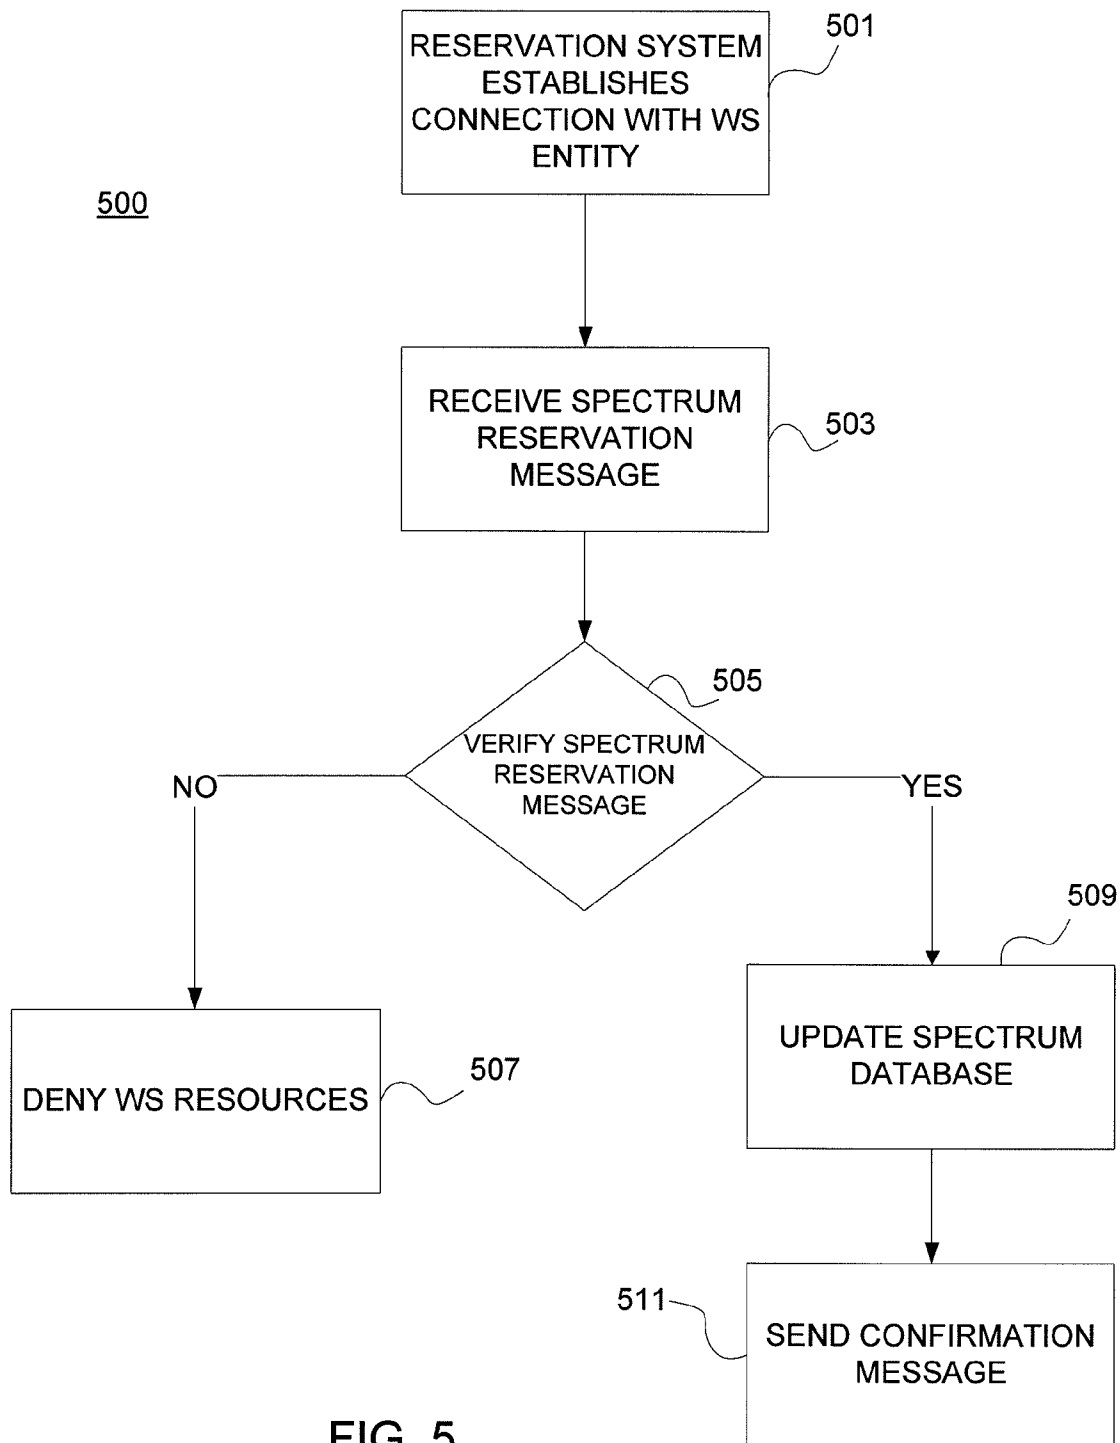 RESERVATION SYSTEM
ESTABLISHES
CONNECTION WITH WS
ENTITY
501
500
RECEIVE SPECTRUM
RESERVATION
MESSAGE
503
505
VERIFY SPECTRUM
RESERVATION
MESSAGE
NO
YES
509
UPDATE SPECTRUM
DATABASE
507
DENY WS RESOURCES
511
SEND CONFIRMATION
MESSAGE
FIG. 5